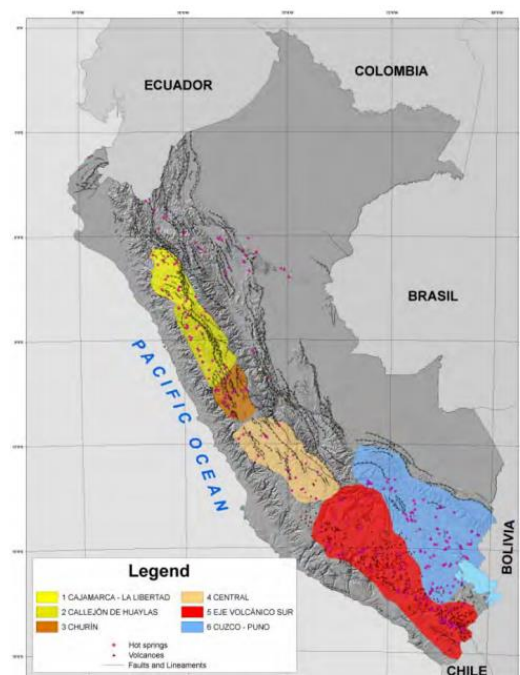 COLOMBIA
ECUADOR
BRASIL
PACIFIC OCEAN
BOLIVIA
Legend
1 CAJAMARCA - LA LIBERTAD
2 CALLEJÓN DE HUAYLAS
3 CHURÍN
4 CENTRAL
5 EJE VOLCÁNICO SUR
6 CUZCO - PUNO
Hot springs
Volcanoes
Faults and Lineaments
CHILE